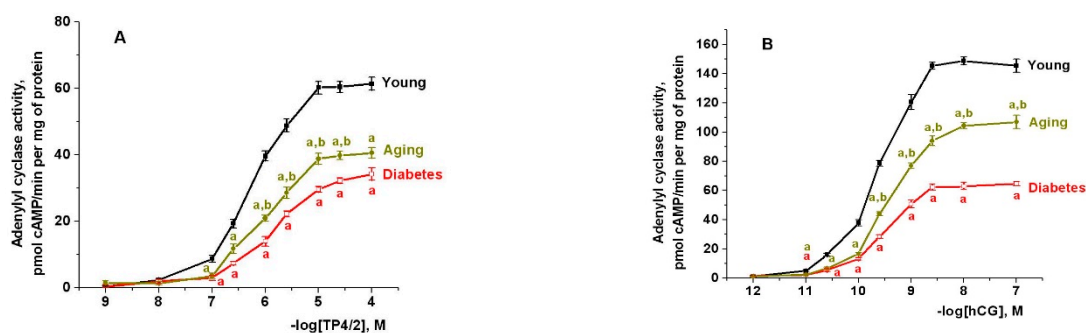 A
Adenylyl cyclase activity,
pmol cAMP/min per mg of protein
80
60
40
20
0
9 8 7 6 5 4
-log[TP4/2], M
Young
Aging
Diabetes
a a a,b a,b a,b a,b a
a a a a a a a
B
Adenylyl cyclase activity,
pmol cAMP/min per mg of protein
160
140
120
100
80
60
40
20
0
12 11 10 9 8 7
-log[hCG], M
Young
Aging
Diabetes
a a a a,b a,b a,b a,b a,b
a a a a a a a a